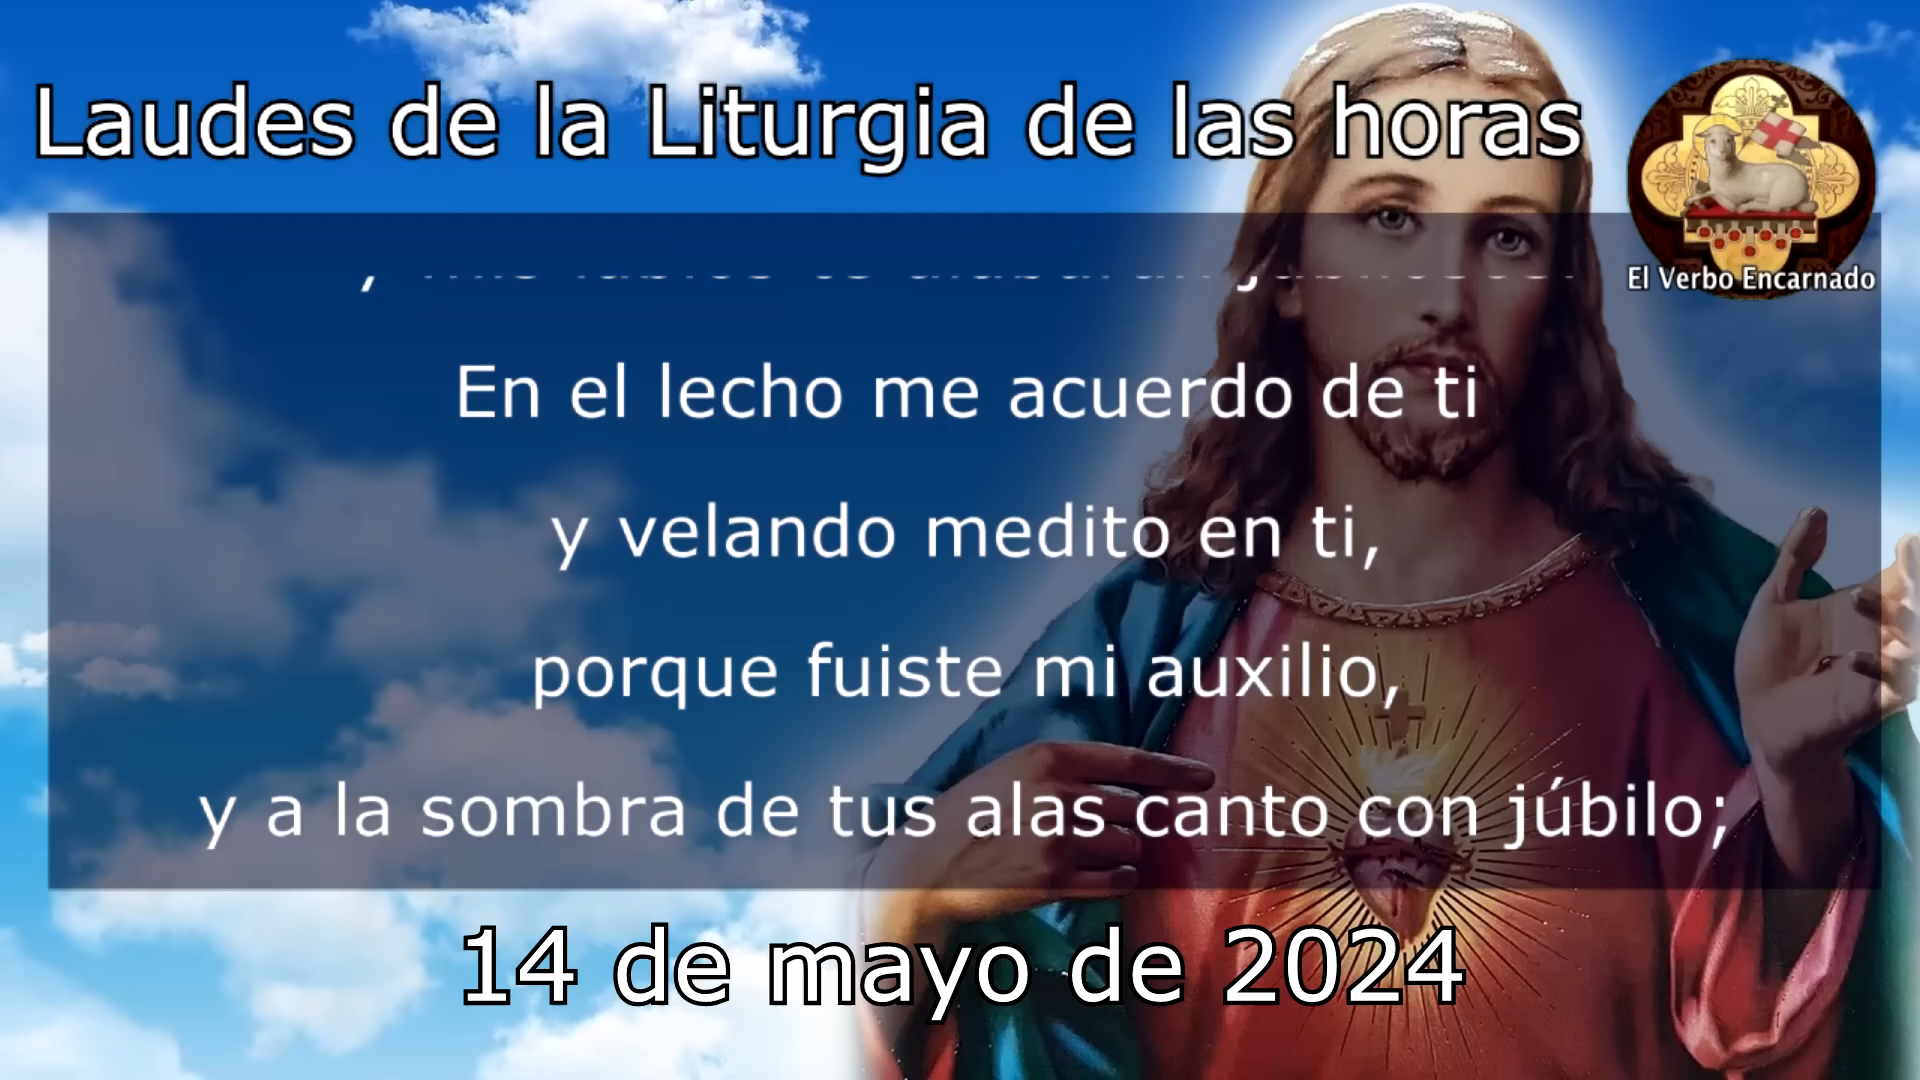 Laudes de la Liturgia de las horas
El Verbo Encarnado
En el lecho me acuerdo de ti
y velando medito en ti,
porque fuiste mi auxilio,
y a la sombra de tus alas canto con júbilo;
14 de mayo de 2024